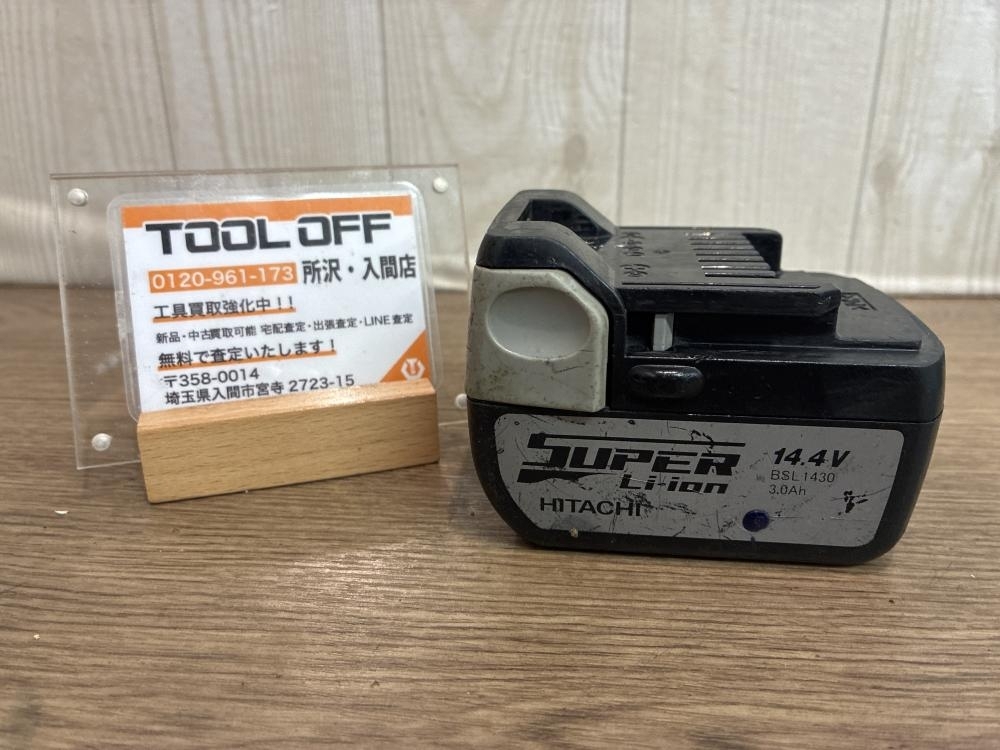 TOOL OFF
0120-961-173 所沢・入間店
工具買取強化中!!
新品・中古買取可能 宅配査定・出張査定・LINE査定
無料で査定いたします!
〒358-0014
埼玉県入間市宮寺 2723-15
SUPER
Li-ion
HITACHI
14.4V
BSL1430
3.0Ah